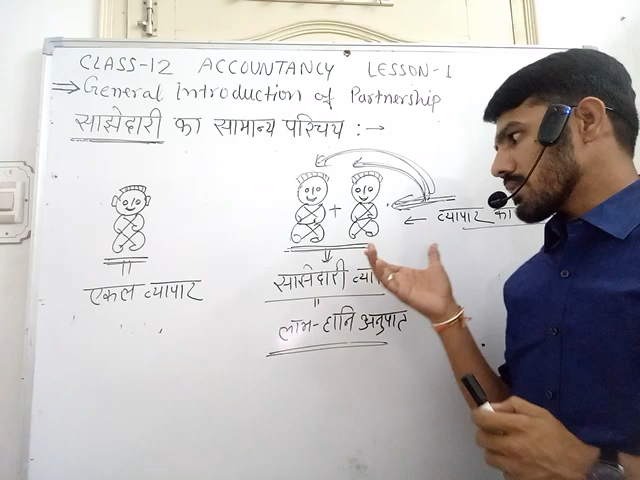 CLASS-12 ACCOUNTANCY LESSON-1
⇒ General Introduction of Partnership
साझेदारी का सामान्य परिचय :→
← व्यापार का
एकल व्यापार
साझेदारी
लाभ-हानि अनुपात